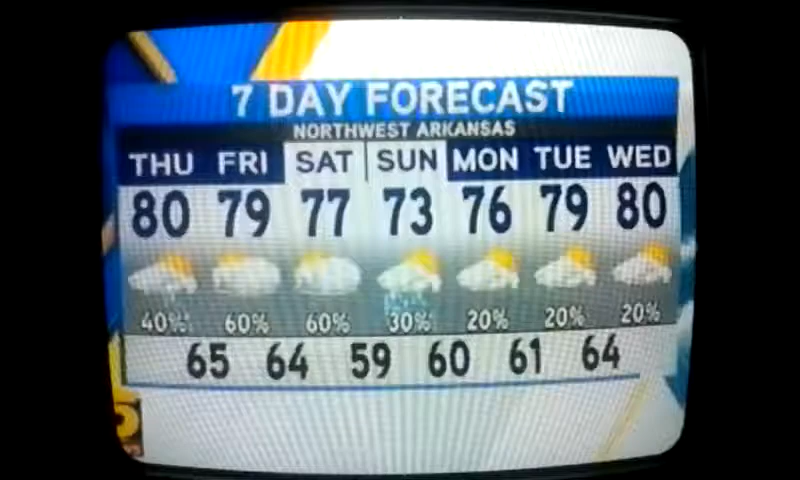 7 DAY FORECAST
NORTHWEST ARKANSAS
THU FRI SAT SUN MON TUE WED
80 79 77 73 76 79 80
40% 60% 60% 30% 20% 20% 20%
65 64 59 60 61 64
5